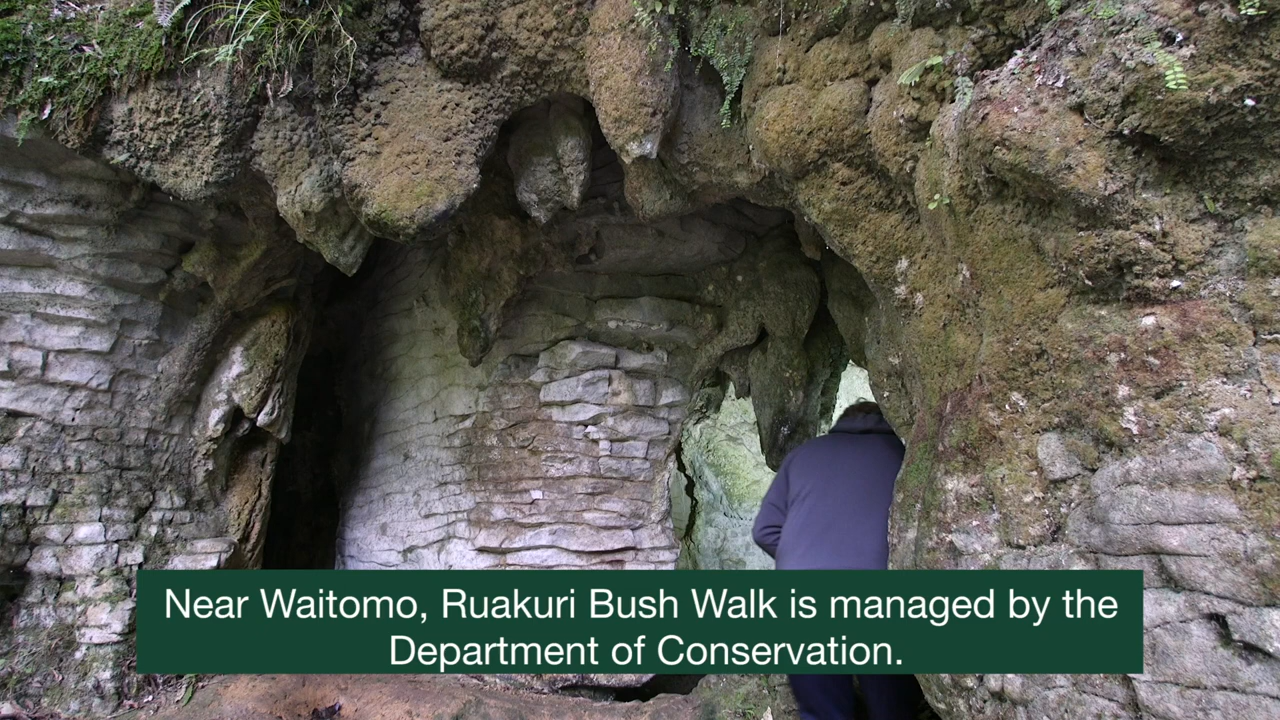 Near Waitomo, Ruakuri Bush Walk is managed by the
Department of Conservation.